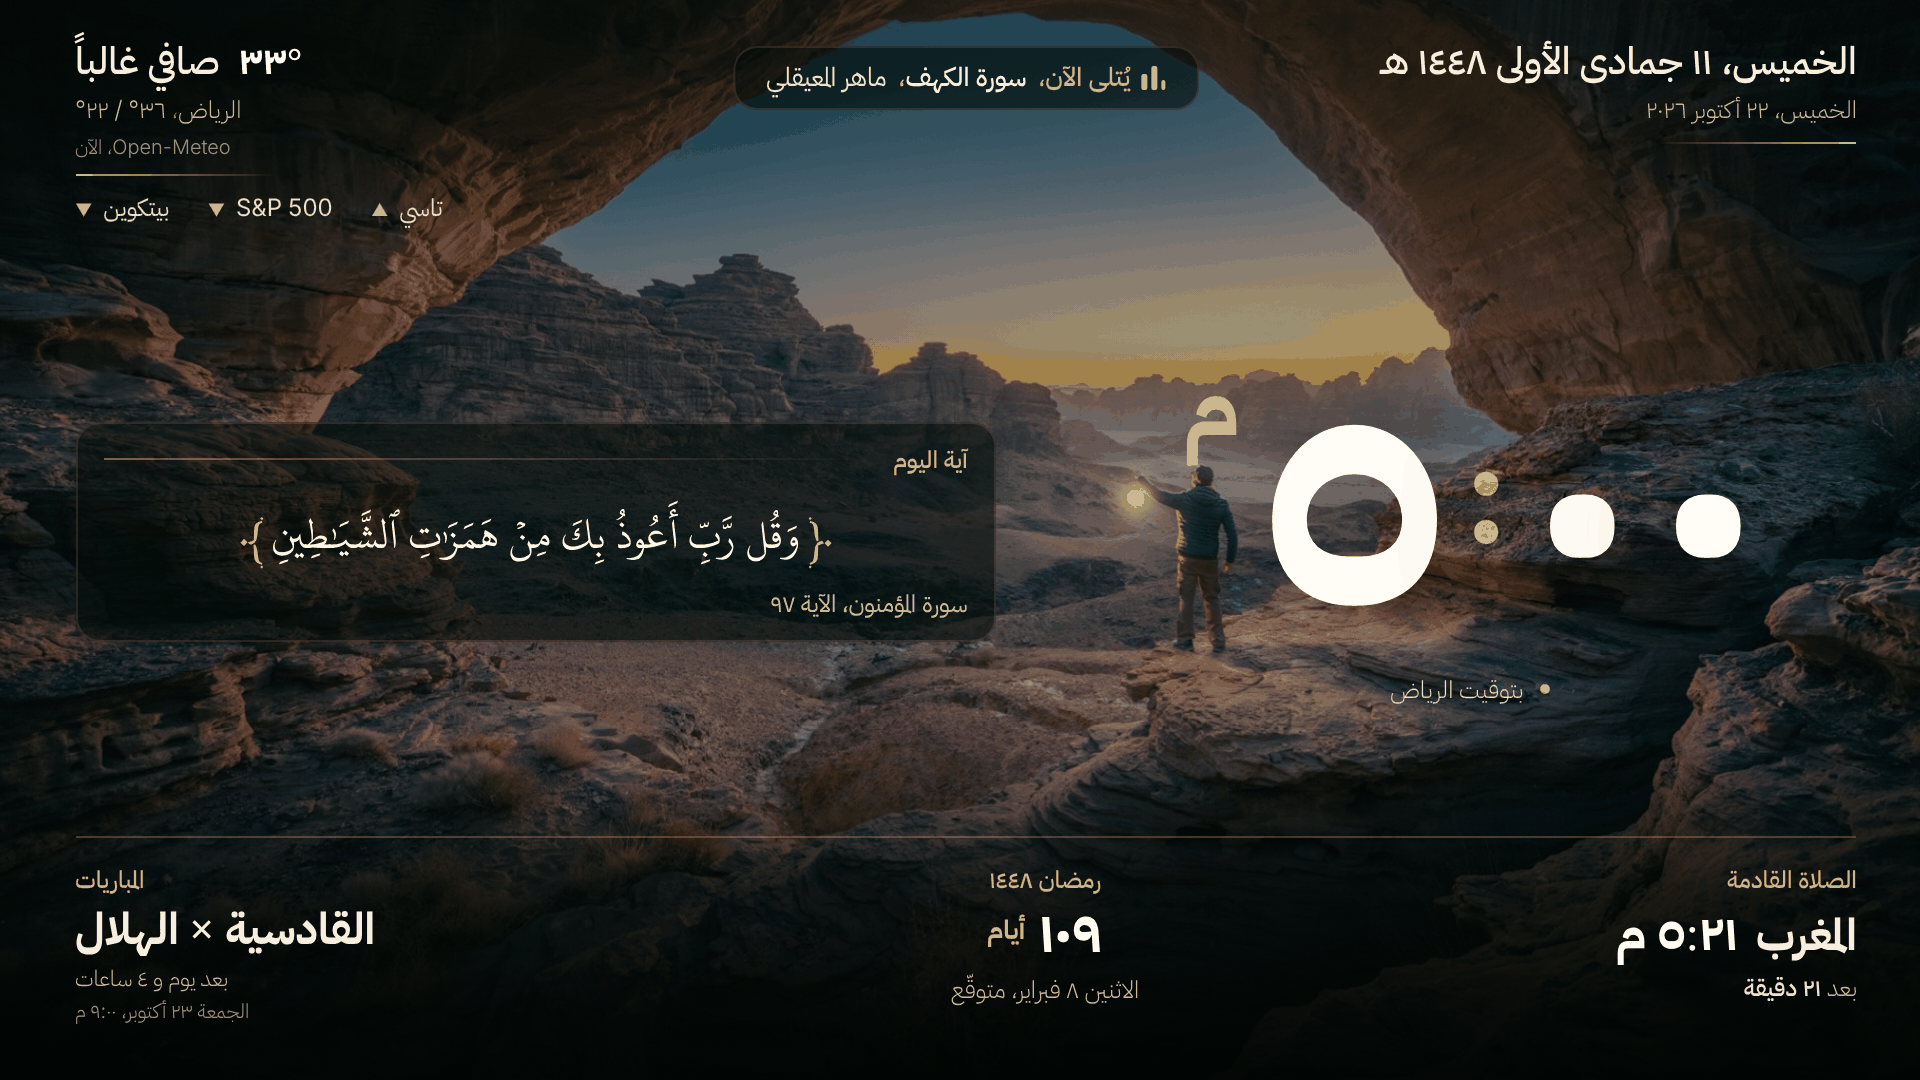 الخميس، ١١ جمادى الأولى ١٤٤٨ هـ
الخميس، ٢٢ أكتوبر ٢٠٢٦
يُتلى الآن، سورة الكهف، ماهر المعيقلي
٣٣° صافي غالباً
الرياض، ٣٦° / ٢٢°
Open-Meteo، الآن
تاسي ▲ S&P 500 ▼ بيتكوين ▼
٥:٠٠ م
بتوقيت الرياض
آية اليوم
﴿وَقُل رَّبِّ أَعُوذُ بِكَ مِنْ هَمَزَٰتِ ٱلشَّيَـٰطِينِ﴾
سورة المؤمنون، الآية ٩٧
الصلاة القادمة
المغرب ٥:٢١ م
بعد ٢١ دقيقة
رمضان ١٤٤٨
١٠٩ أيام
الاثنين ٨ فبراير، متوقّع
المباريات
القادسية × الهلال
بعد يوم و ٤ ساعات
الجمعة ٢٣ أكتوبر، ٩:٠٠ م